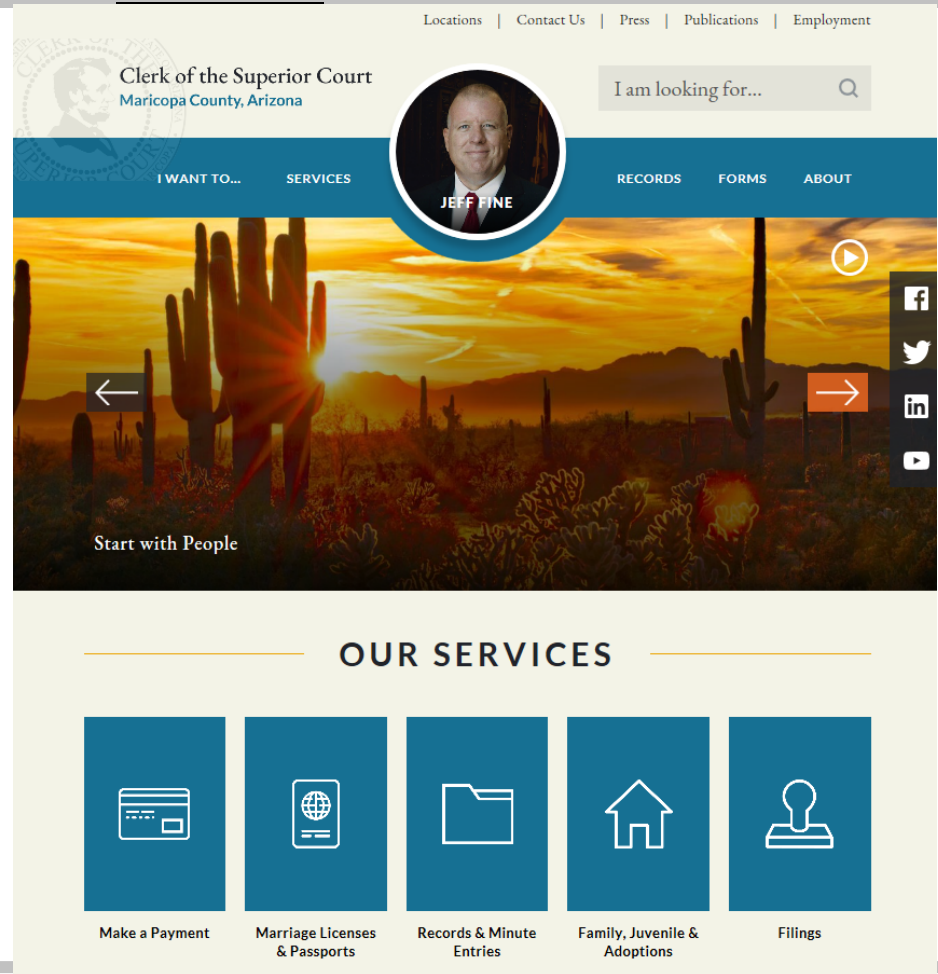 Locations | Contact Us | Press | Publications | Employment
Clerk of the Superior Court
Maricopa County, Arizona
I am looking for...
I WANT TO...
SERVICES
JEFF FINE
RECORDS
FORMS
ABOUT
Start with People
OUR SERVICES
Make a Payment
Marriage Licenses
& Passports
Records & Minute
Entries
Family, Juvenile &
Adoptions
Filings